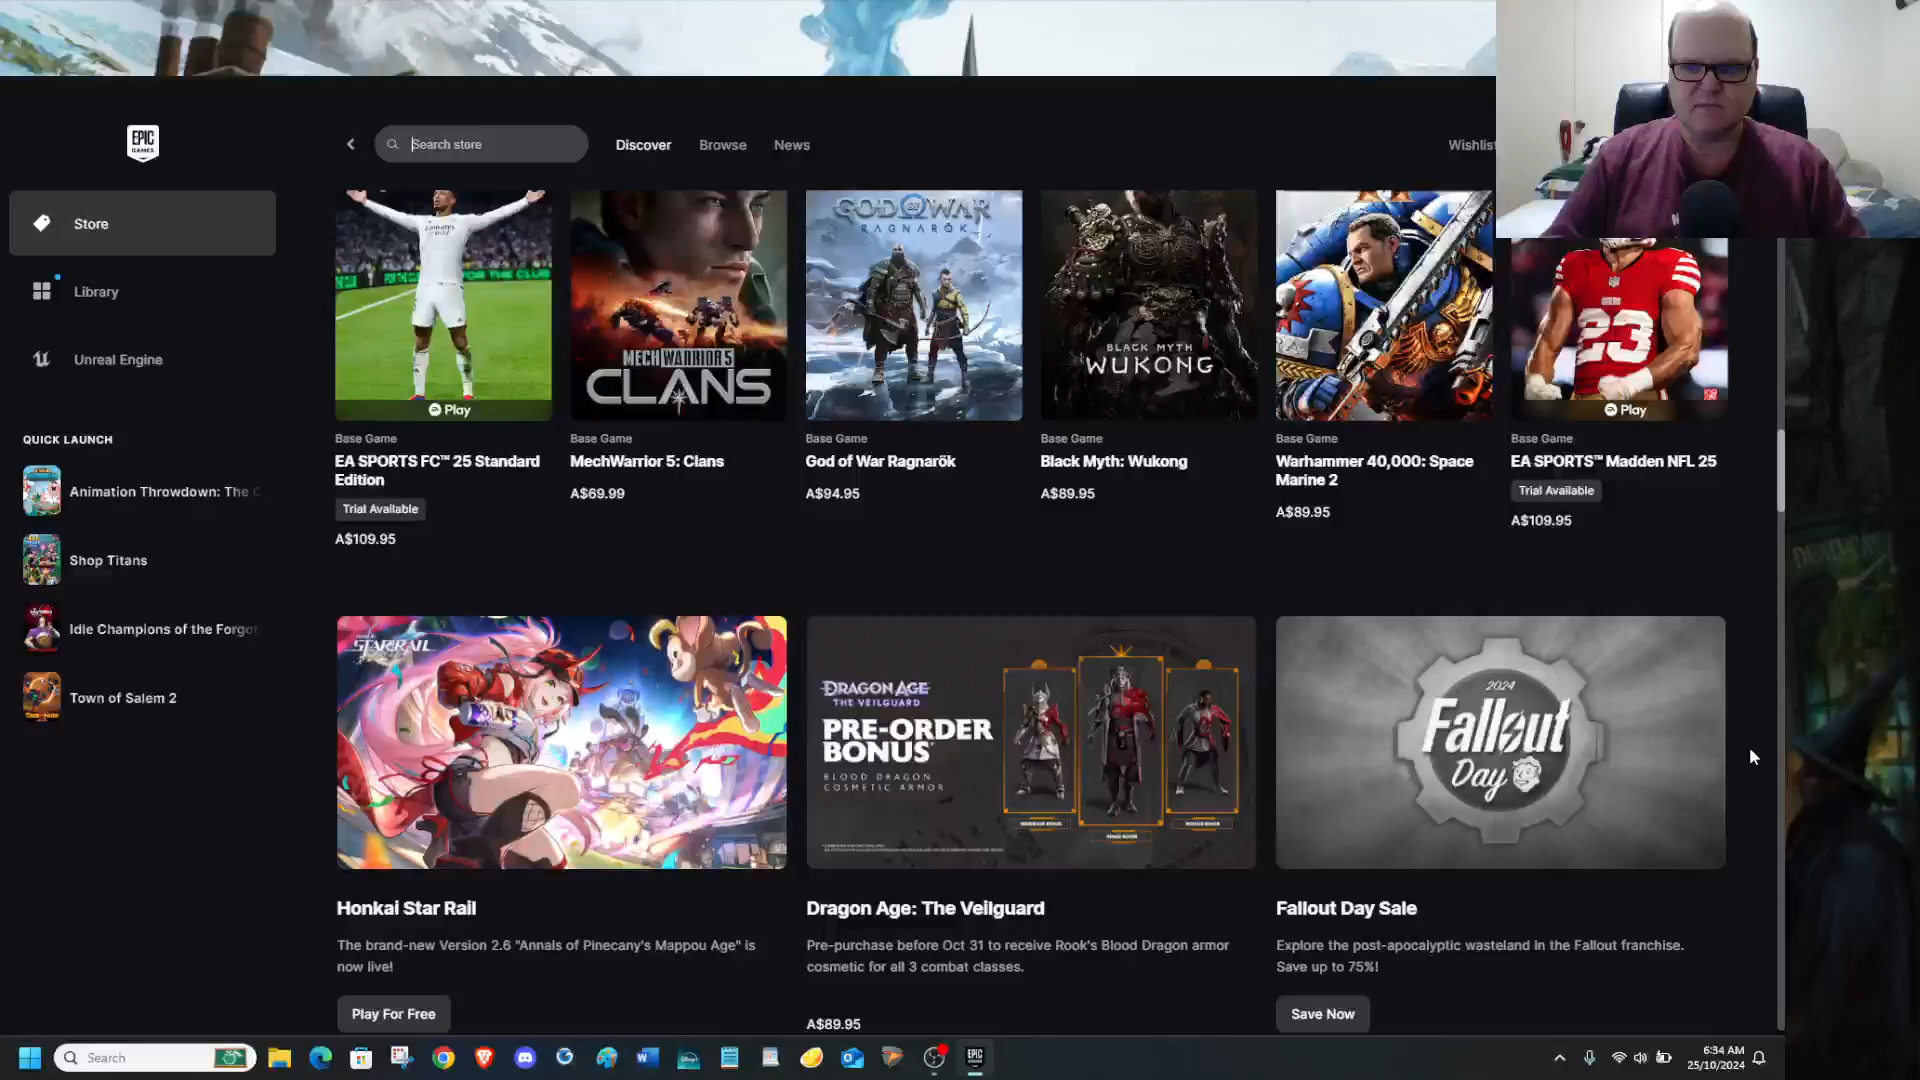 EPIC
GAMES
Search store
Discover
Browse
News
Wishlist
Store
Library
Unreal Engine
QUICK LAUNCH
Animation Throwdown: The C
Shop Titans
Idle Champions of the Forgot
Town of Salem 2
Play
MECHWARRIOR 5
CLANS
GOD OF WAR
RAGNARÖK
BLACK MYTH
WUKONG
23
Play
Base Game
EA SPORTS FC™ 25 Standard
Edition
Trial Available
A$109.95
Base Game
MechWarrior 5: Clans
A$69.99
Base Game
God of War Ragnarök
A$94.95
Base Game
Black Myth: Wukong
A$89.95
Base Game
Warhammer 40,000: Space
Marine 2
A$89.95
Base Game
EA SPORTS™ Madden NFL 25
Trial Available
A$109.95
STAR RAIL
DRAGON AGE
THE VEILGUARD
PRE-ORDER
BONUS
BLOOD DRAGON
COSMETIC ARMOR
2024
Fallout
Day
Honkai Star Rail
The brand-new Version 2.6 "Annals of Pinecany's Mappou Age" is
now live!
Play For Free
Dragon Age: The Veilguard
Pre-purchase before Oct 31 to receive Rook's Blood Dragon armor
cosmetic for all 3 combat classes.
A$89.95
Fallout Day Sale
Explore the post-apocalyptic wasteland in the Fallout franchise.
Save up to 75%!
Save Now
Search
6:34 AM
25/10/2024